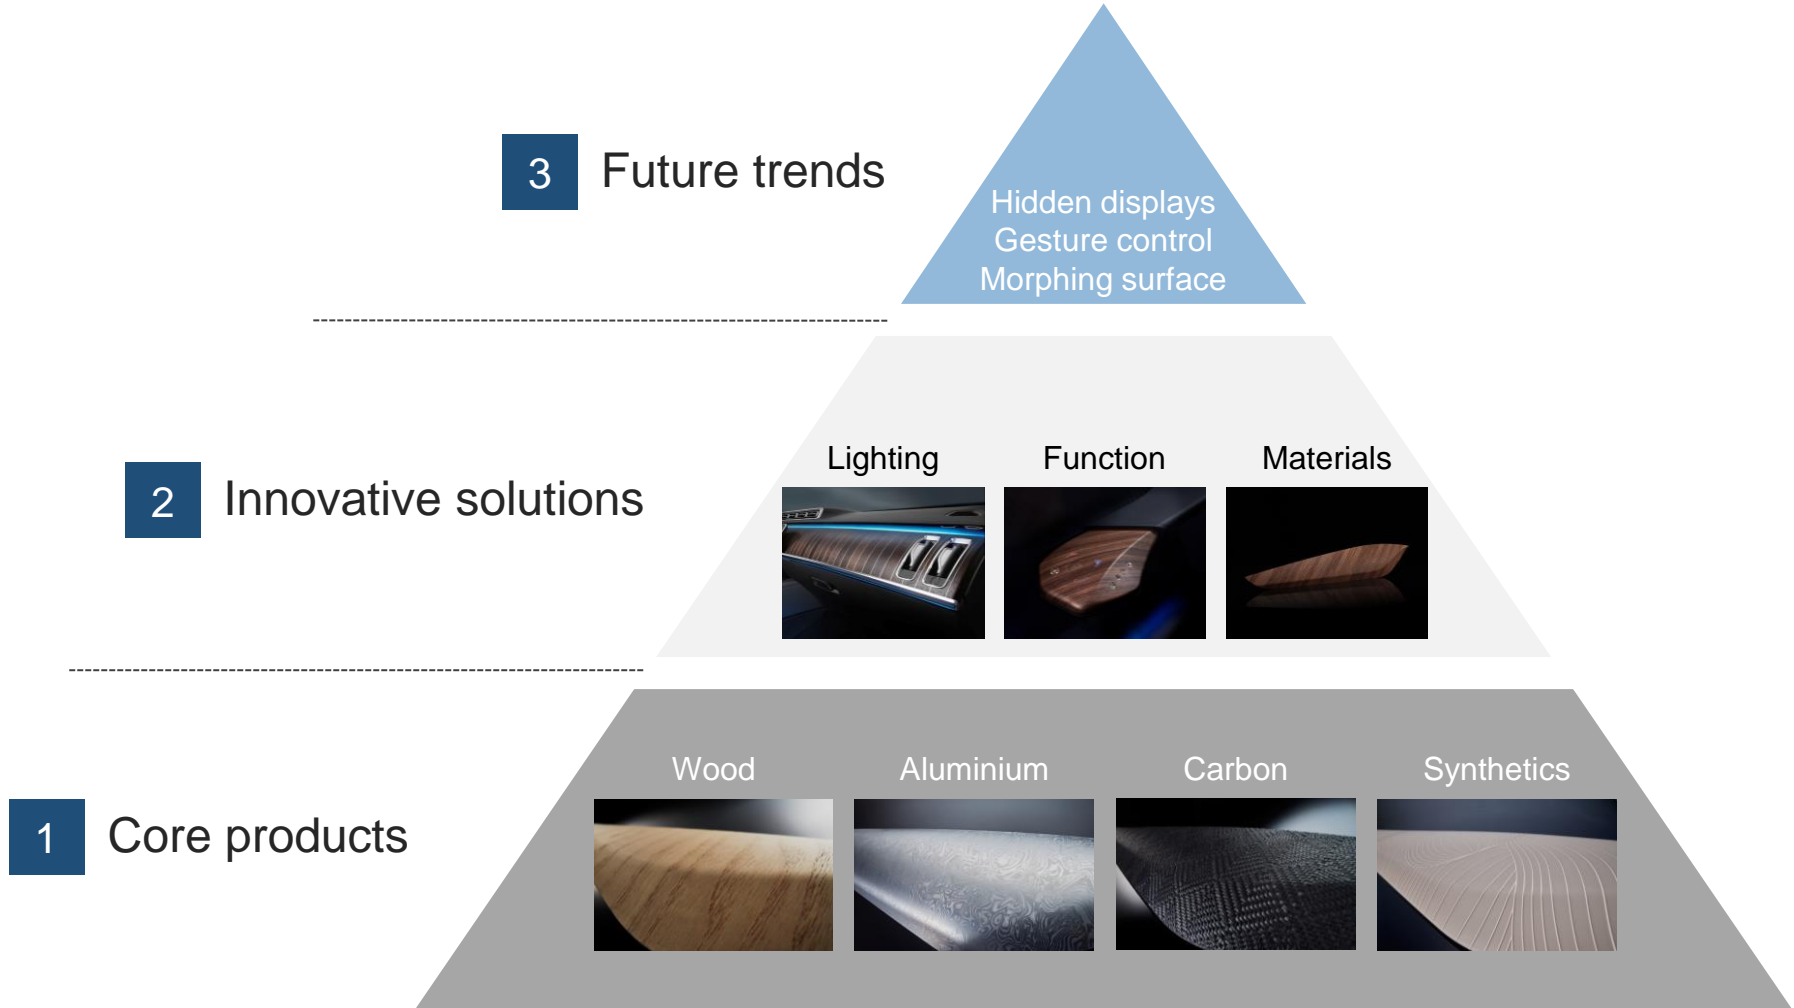 3
Future trends
Hidden displays
Gesture control
Morphing surface
2
Innovative solutions
Lighting
Function
Materials
1
Core products
Wood
Aluminium
Carbon
Synthetics